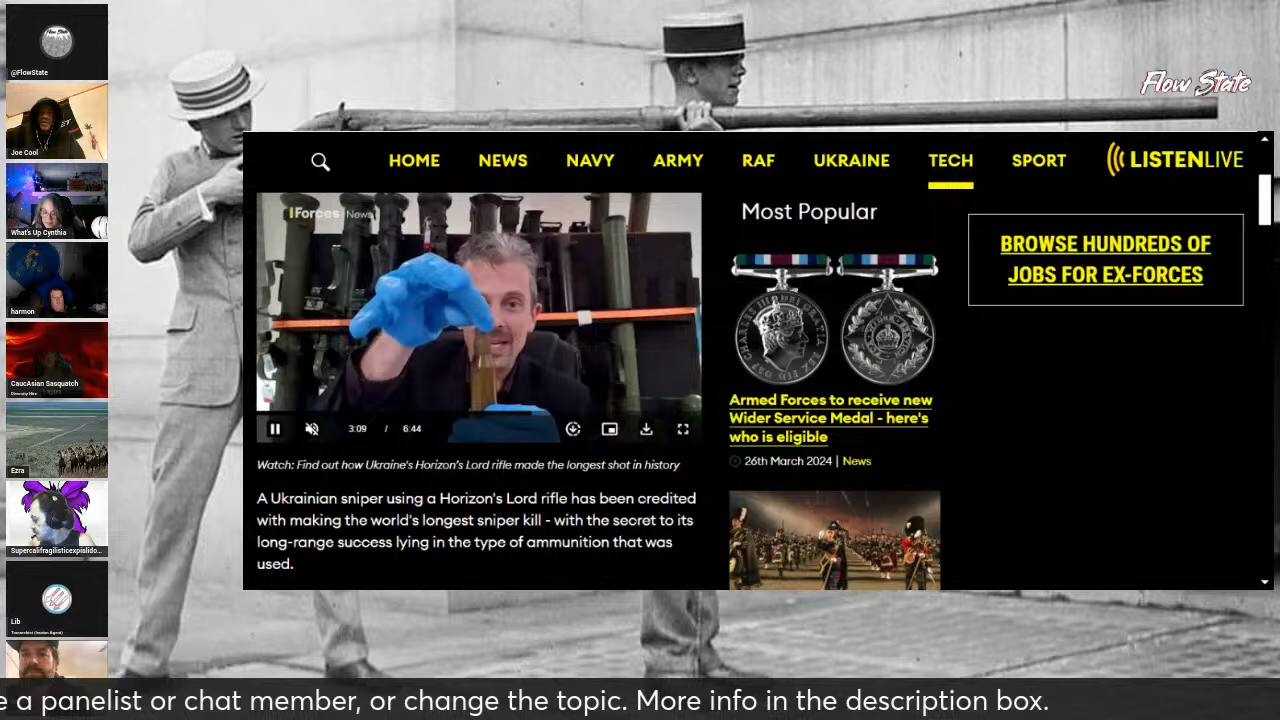 @FlowState
Joe Cool
What's Up Cynthia
harmon
CaucAsian Sasquatch
Ezra
Supercalifragilisticexpialido...
Lib
Flow State
HOME NEWS NAVY ARMY RAF UKRAINE TECH SPORT LISTENLIVE
Forces News
3:09 / 6:44
Watch: Find out how Ukraine's Horizon's Lord rifle made the longest shot in history
A Ukrainian sniper using a Horizon's Lord rifle has been credited
with making the world's longest sniper kill - with the secret to its
long-range success lying in the type of ammunition that was
used.
Most Popular
Armed Forces to receive new
Wider Service Medal - here's
who is eligible
26th March 2024 | News
BROWSE HUNDREDS OF
JOBS FOR EX-FORCES
e a panelist or chat member, or change the topic. More info in the description box.